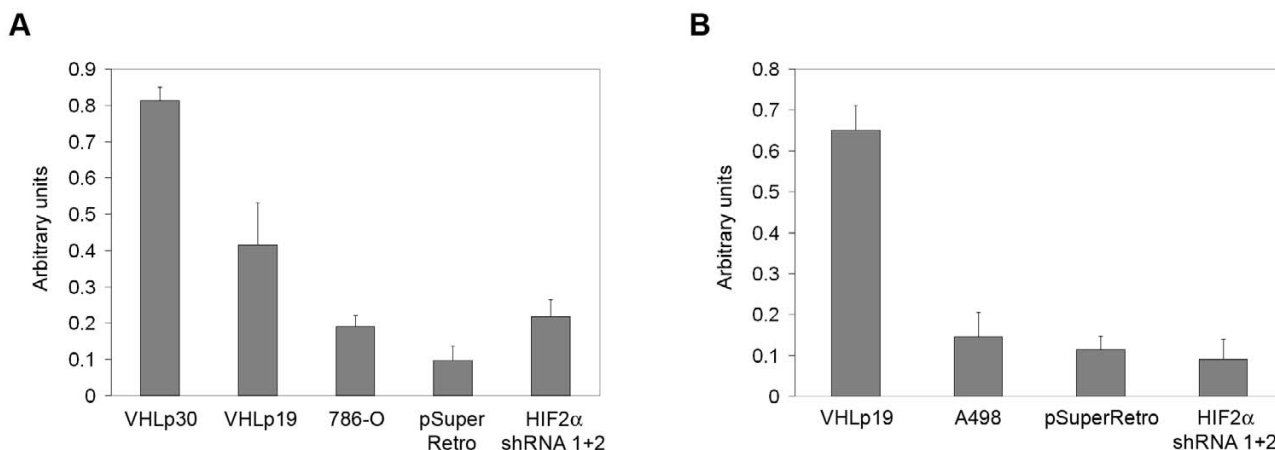 A
Arbitrary units
0.9
0.8
0.7
0.6
0.5
0.4
0.3
0.2
0.1
0
VHLp30 VHLp19 786-O pSuper HIF2α
Retro shRNA 1+2
B
Arbitrary units
0.8
0.7
0.6
0.5
0.4
0.3
0.2
0.1
0
VHLp19 A498 pSuperRetro HIF2α
shRNA 1+2